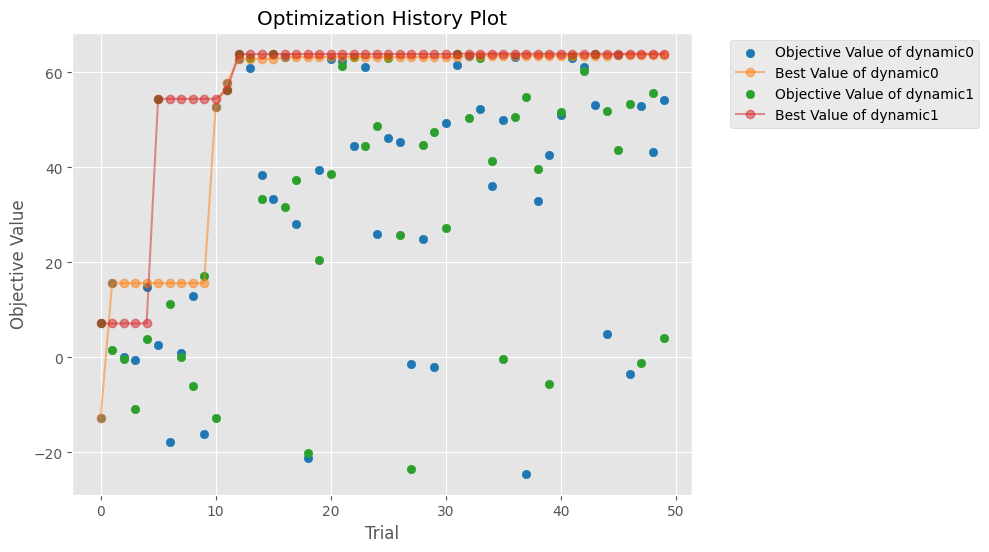 Optimization History Plot
Objective Value of dynamic0
Best Value of dynamic0
Objective Value of dynamic1
Best Value of dynamic1
Objective Value
60
40
20
0
−20
0 10 20 30 40 50
Trial